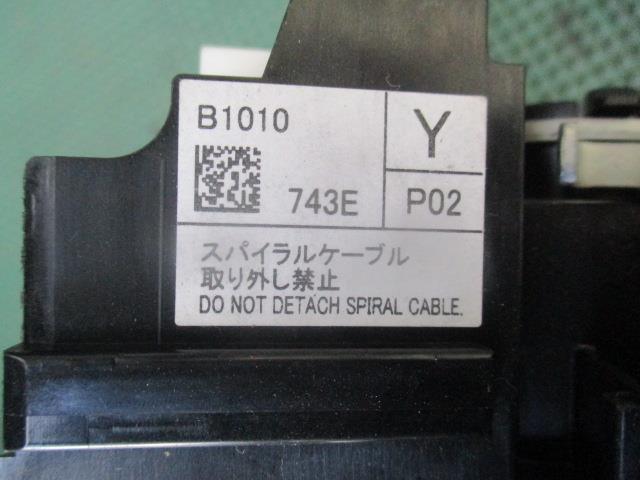 B1010
Y
743E
P02
スパイラルケーブル
取り外し禁止
DO NOT DETACH SPIRAL CABLE.